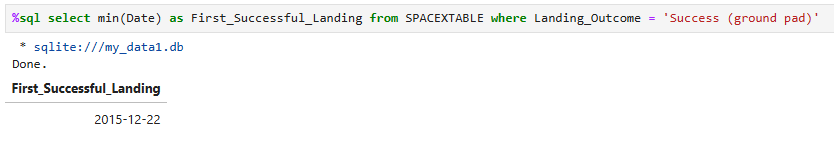 %sql select min(Date) as First_Successful_Landing from SPACEXTABLE where Landing_Outcome = 'Success (ground pad)'
* sqlite:///my_data1.db
Done.
First_Successful_Landing
2015-12-22